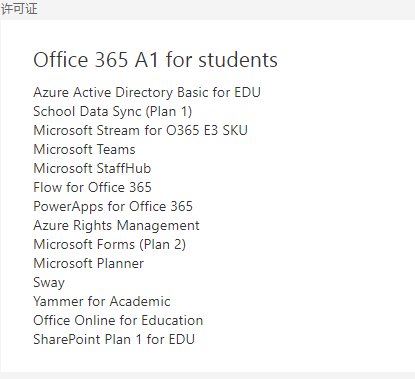 许可证
Office 365 A1 for students
Azure Active Directory Basic for EDU
School Data Sync (Plan 1)
Microsoft Stream for O365 E3 SKU
Microsoft Teams
Microsoft StaffHub
Flow for Office 365
PowerApps for Office 365
Azure Rights Management
Microsoft Forms (Plan 2)
Microsoft Planner
Sway
Yammer for Academic
Office Online for Education
SharePoint Plan 1 for EDU